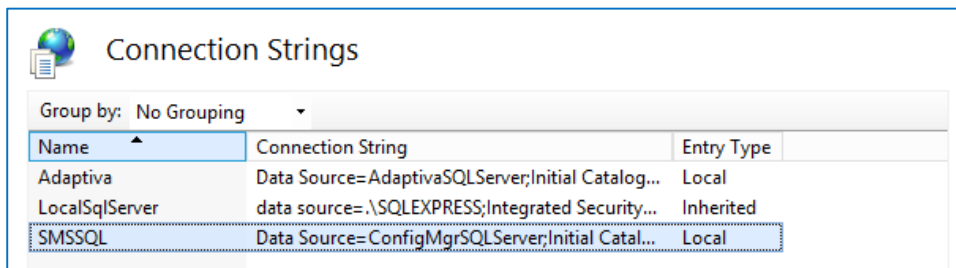 Connection Strings
Group by: No Grouping
Name Connection String Entry Type
Adaptiva Data Source=AdaptivaSQLServer;Initial Catalog... Local
LocalSqlServer data source=.\SQLEXPRESS;Integrated Security... Inherited
SMSSQL Data Source=ConfigMgrSQLServer;Initial Catal... Local